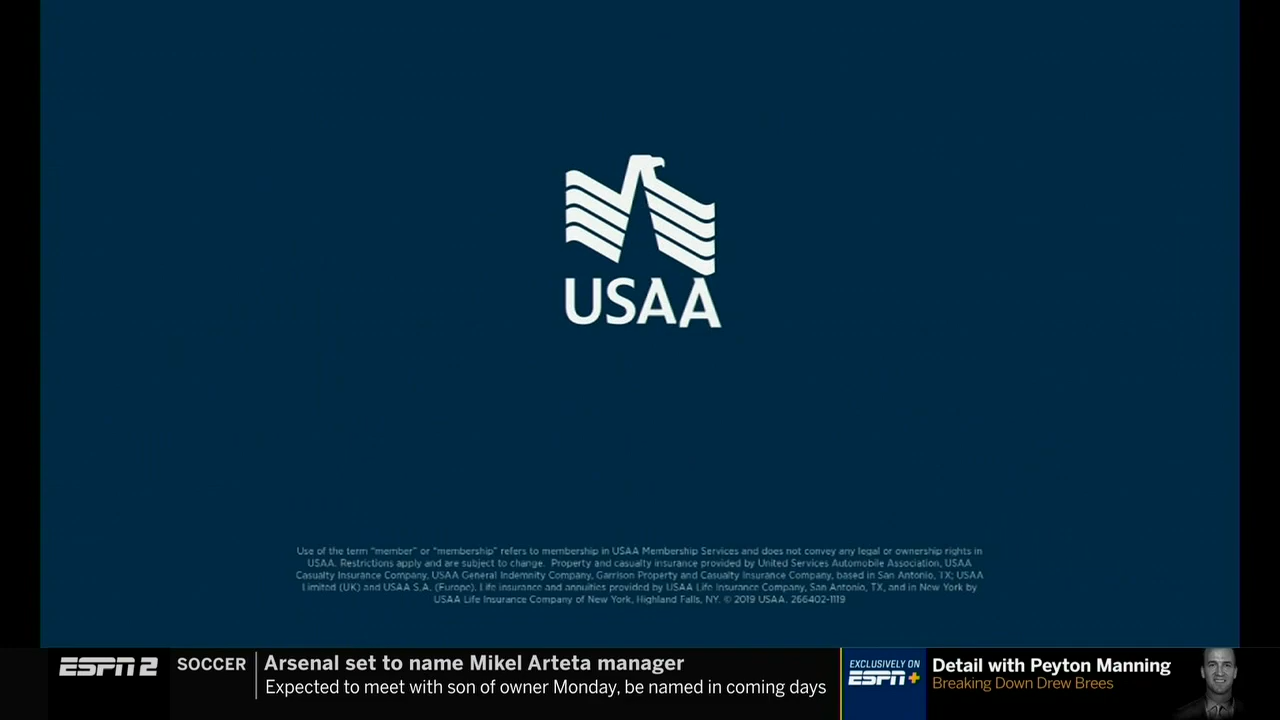 USAA
Use of the term “member” or “membership” refers to membership in USAA Membership Services and does not convey any legal or ownership rights in
USAA. Restrictions apply and are subject to change. Property and casualty insurance provided by United Services Automobile Association, USAA
Casualty Insurance Company, USAA General Indemnity Company, Garrison Property and Casualty Insurance Company, based in San Antonio, TX; USAA
Limited (UK) and USAA S.A. (Europe). Life insurance and annuities provided by USAA Life Insurance Company, San Antonio, TX, and in New York by
USAA Life Insurance Company of New York, Highland Falls, NY. © 2019 USAA. 266402-1119
ESPN2
SOCCER
Arsenal set to name Mikel Arteta manager
Expected to meet with son of owner Monday, be named in coming days
EXCLUSIVELY ON
ESPN+
Detail with Peyton Manning
Breaking Down Drew Brees